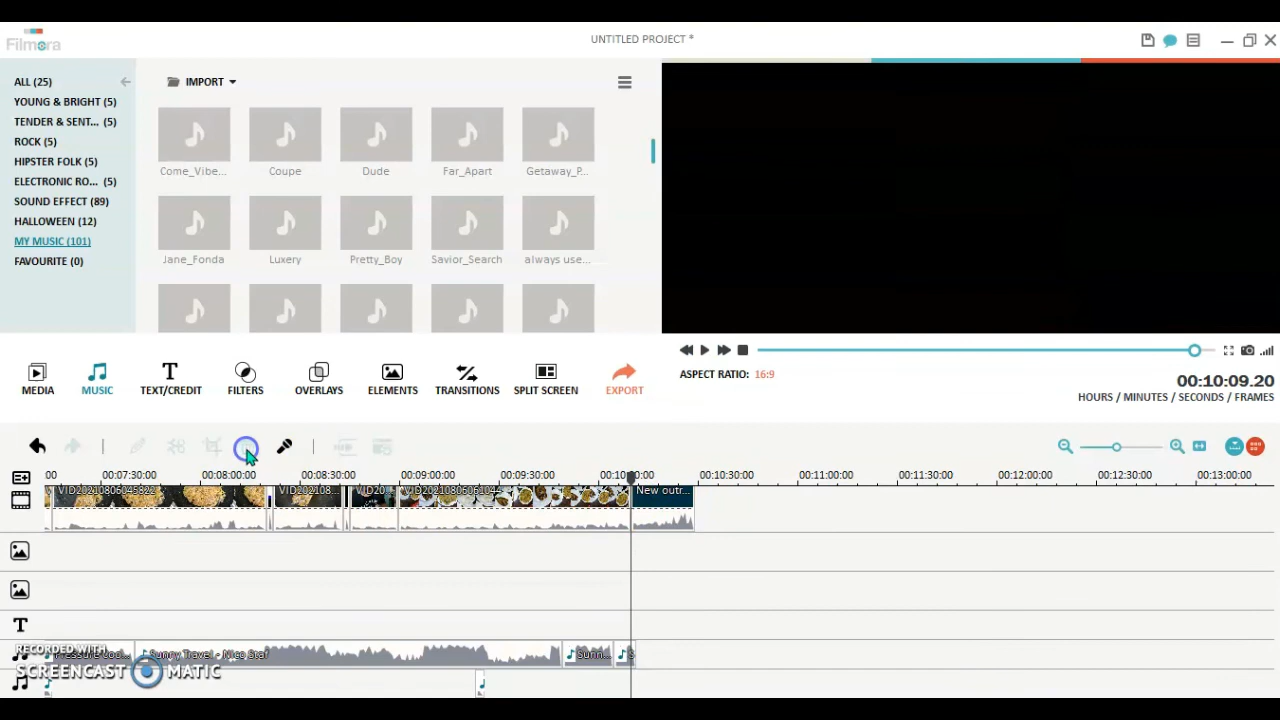 Filmora
UNTITLED PROJECT *
ALL (25)
YOUNG & BRIGHT (5)
TENDER & SENT... (5)
ROCK (5)
HIPSTER FOLK (5)
ELECTRONIC RO... (5)
SOUND EFFECT (89)
HALLOWEEN (12)
MY MUSIC (101)
FAVOURITE (0)
IMPORT
Come_Vibe... Coupe Dude Far_Apart Getaway_P...
Jane_Fonda Luxery Pretty_Boy Savior_Search always use...
MEDIA MUSIC TEXT/CREDIT FILTERS OVERLAYS ELEMENTS TRANSITIONS SPLIT SCREEN EXPORT
ASPECT RATIO: 16:9
00:10:09.20
HOURS / MINUTES / SECONDS / FRAMES
00 00:07:30:00 00:08:00:00 00:08:30:00 00:09:00:00 00:09:30:00 00:10:00:00 00:10:30:00 00:11:00:00 00:11:30:00 00:12:00:00 00:12:30:00 00:13:00:00
VID20210806045822 VID202108... VID20... New outr...
T
Sunny Travel - Nico Staf Sunn...
RECORDED WITH
SCREENCAST MATIC